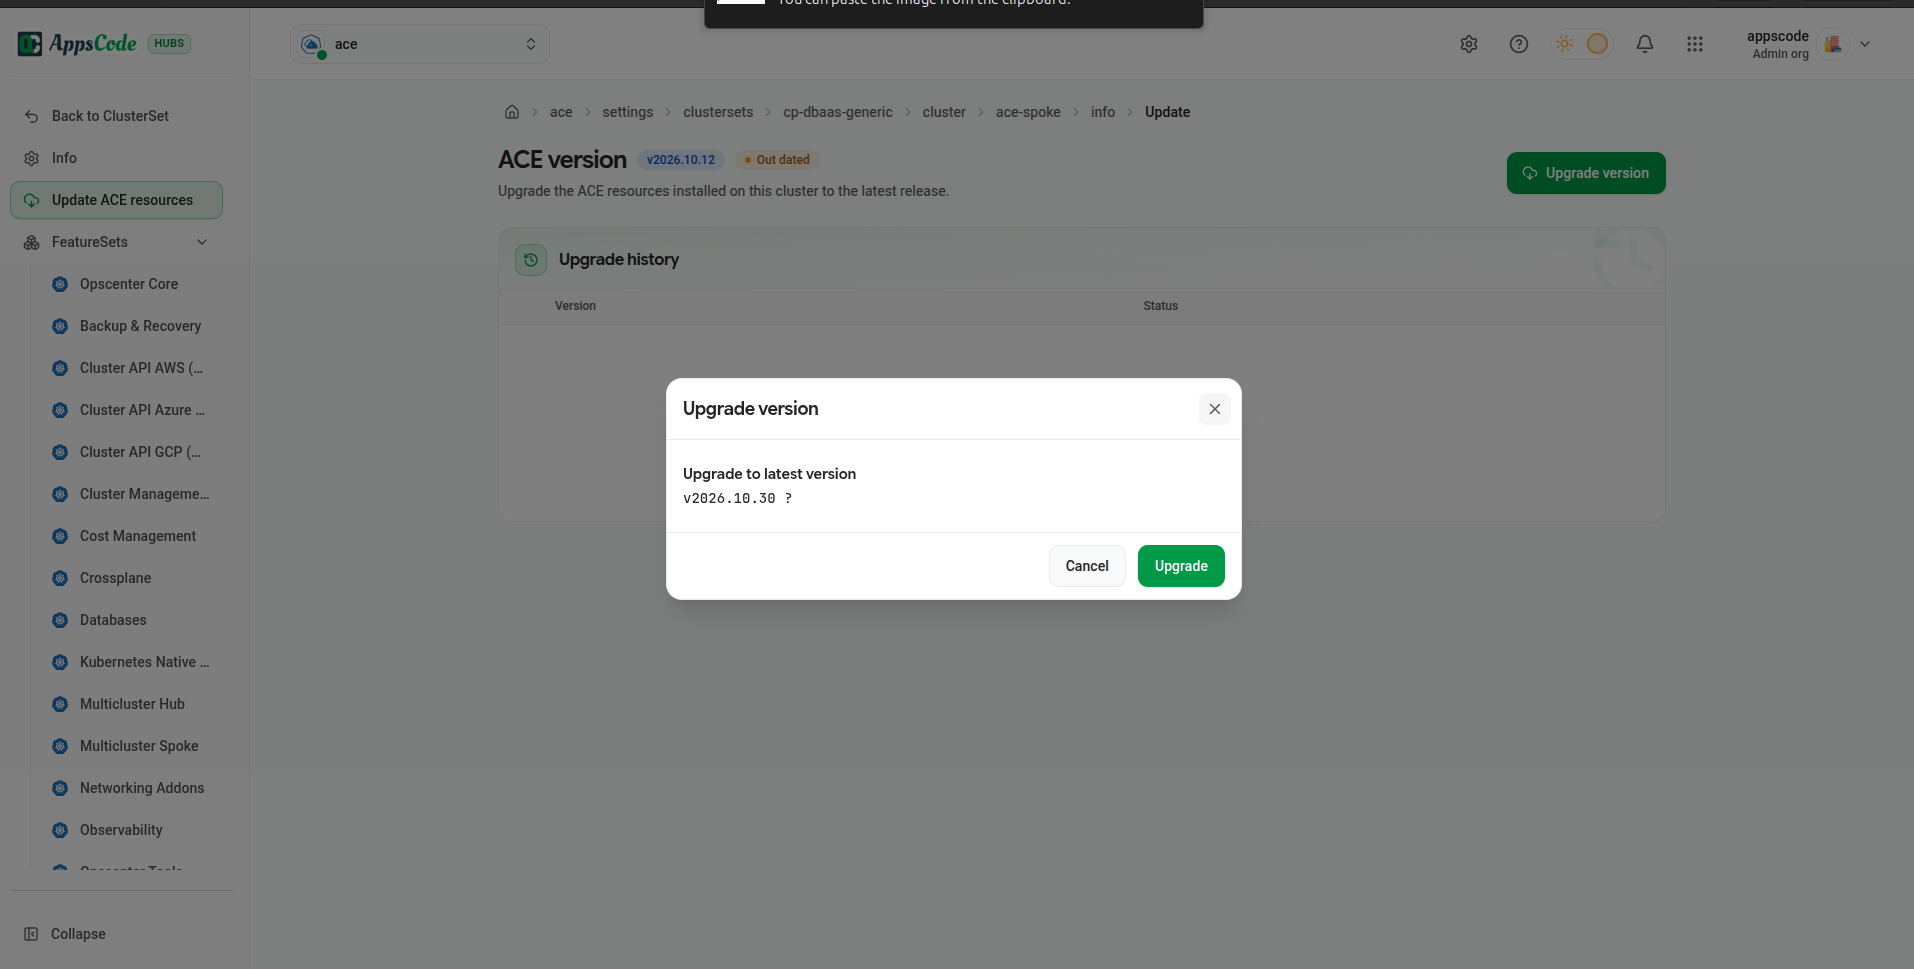 You can paste the image from the clipboard.
AppsCode HUBS
ace
appscode
Admin org
Back to ClusterSet
Info
Update ACE resources
FeatureSets
Opscenter Core
Backup & Recovery
Cluster API AWS (...
Cluster API Azure ...
Cluster API GCP (...
Cluster Manageme...
Cost Management
Crossplane
Databases
Kubernetes Native ...
Multicluster Hub
Multicluster Spoke
Networking Addons
Observability
Opscenter Tools
Collapse
ace > settings > clustersets > cp-dbaas-generic > cluster > ace-spoke > info > Update
ACE version v2026.10.12 Out dated
Upgrade the ACE resources installed on this cluster to the latest release.
Upgrade version
Upgrade history
Version Status
Upgrade version
Upgrade to latest version
v2026.10.30 ?
Cancel Upgrade